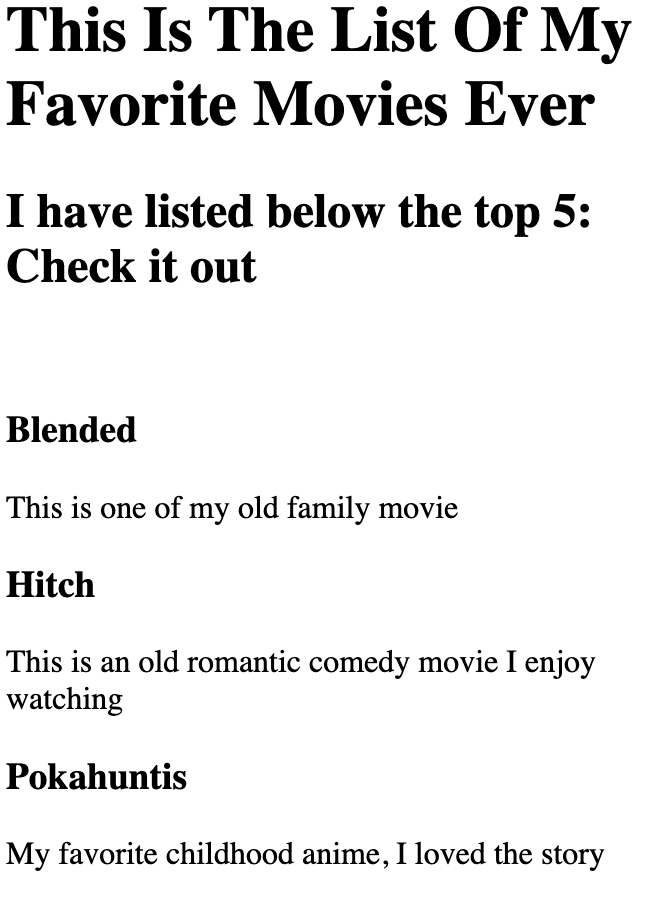 This Is The List Of My
Favorite Movies Ever
I have listed below the top 5:
Check it out
Blended
This is one of my old family movie
Hitch
This is an old romantic comedy movie I enjoy
watching
Pokahuntis
My favorite childhood anime, I loved the story